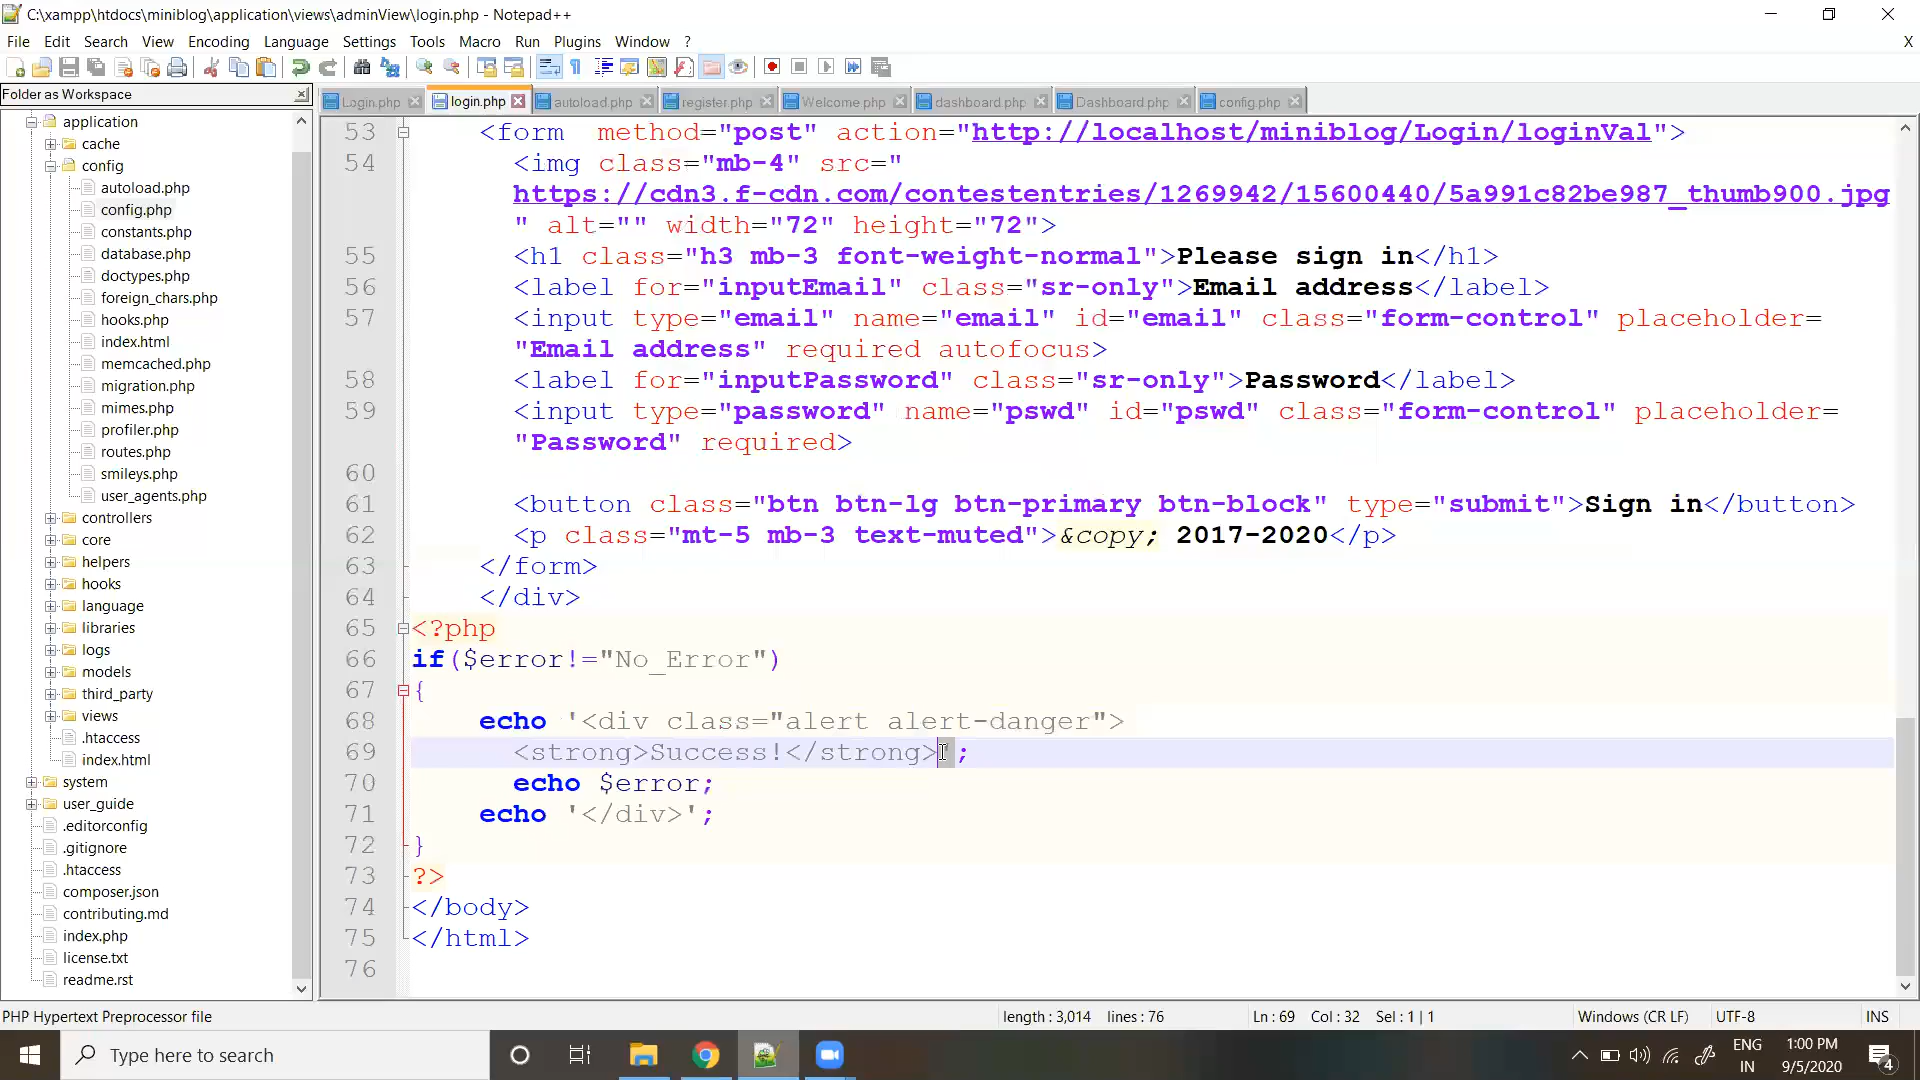 C:\xampp\htdocs\miniblog\application\views\adminView\login.php - Notepad++
File Edit Search View Encoding Language Settings Tools Macro Run Plugins Window ? X
Folder as Workspace
Login.php login.php autoload.php register.php Welcome.php dashboard.php Dashboard.php config.php
application
cache
config
autoload.php
config.php
constants.php
database.php
doctypes.php
foreign_chars.php
hooks.php
index.html
memcached.php
migration.php
mimes.php
profiler.php
routes.php
smileys.php
user_agents.php
controllers
core
helpers
hooks
language
libraries
logs
models
third_party
views
.htaccess
index.html
system
user_guide
.editorconfig
.gitignore
.htaccess
composer.json
contributing.md
index.php
license.txt
readme.rst
53 <form method="post" action="http://localhost/miniblog/Login/loginVal">
54 <img class="mb-4" src="
https://cdn3.f-cdn.com/contestentries/1269942/15600440/5a991c82be987_thumb900.jpg
" alt="" width="72" height="72">
55 <h1 class="h3 mb-3 font-weight-normal">Please sign in</h1>
56 <label for="inputEmail" class="sr-only">Email address</label>
57 <input type="email" name="email" id="email" class="form-control" placeholder=
"Email address" required autofocus>
58 <label for="inputPassword" class="sr-only">Password</label>
59 <input type="password" name="pswd" id="pswd" class="form-control" placeholder=
"Password" required>
60
61 <button class="btn btn-lg btn-primary btn-block" type="submit">Sign in</button>
62 <p class="mt-5 mb-3 text-muted">&copy; 2017-2020</p>
63 </form>
64 </div>
65 <?php
66 if($error!="No_Error")
67 {
68 echo '<div class="alert alert-danger">
69 <strong>Success!</strong>';
70 echo $error;
71 echo '</div>';
72 }
73 ?>
74 </body>
75 </html>
76
PHP Hypertext Preprocessor file length : 3,014 lines : 76 Ln : 69 Col : 32 Sel : 1 | 1 Windows (CR LF) UTF-8 INS
Type here to search
ENG
IN
1:00 PM
9/5/2020
4